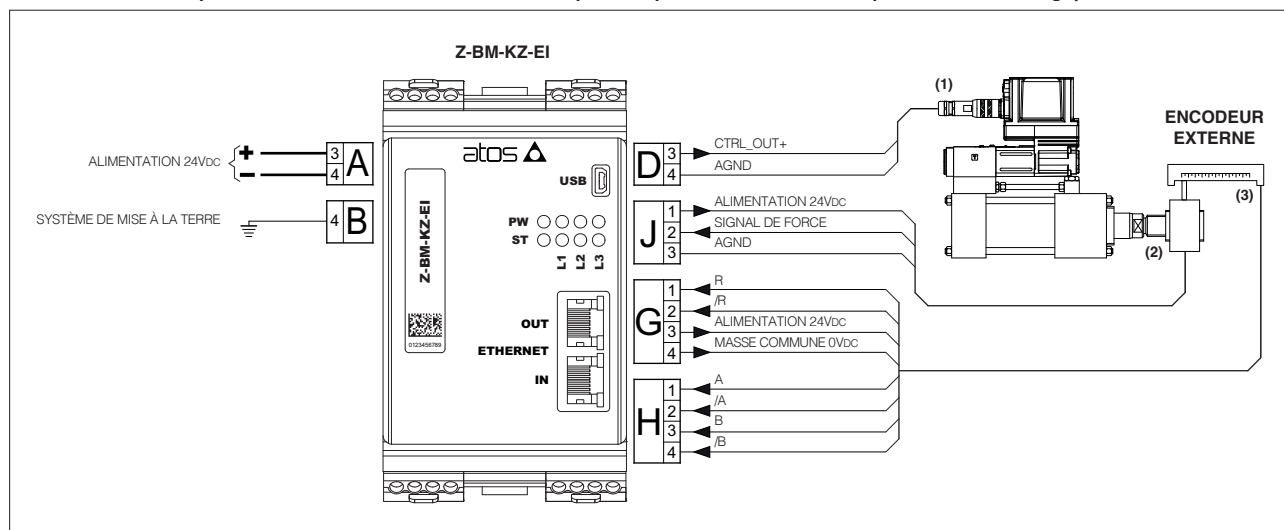 Z-BM-KZ-EI
(1)
ENCODEUR
EXTERNE
ALIMENTATION 24VDC
+
-
3
4
A
SYSTÈME DE MISE À LA TERRE
4
B
atos
USB
PW
ST
L1
L2
L3
Z-BM-KZ-EI
0123456789
OUT
ETHERNET
IN
D
3
CTRL_OUT+
4
AGND
J
1
ALIMENTATION 24VDC
2
SIGNAL DE FORCE
3
AGND
G
1
R
2
/R
3
ALIMENTATION 24VDC
4
MASSE COMMUNE 0VDC
H
1
A
2
/A
3
B
4
/B
(2)
(3)